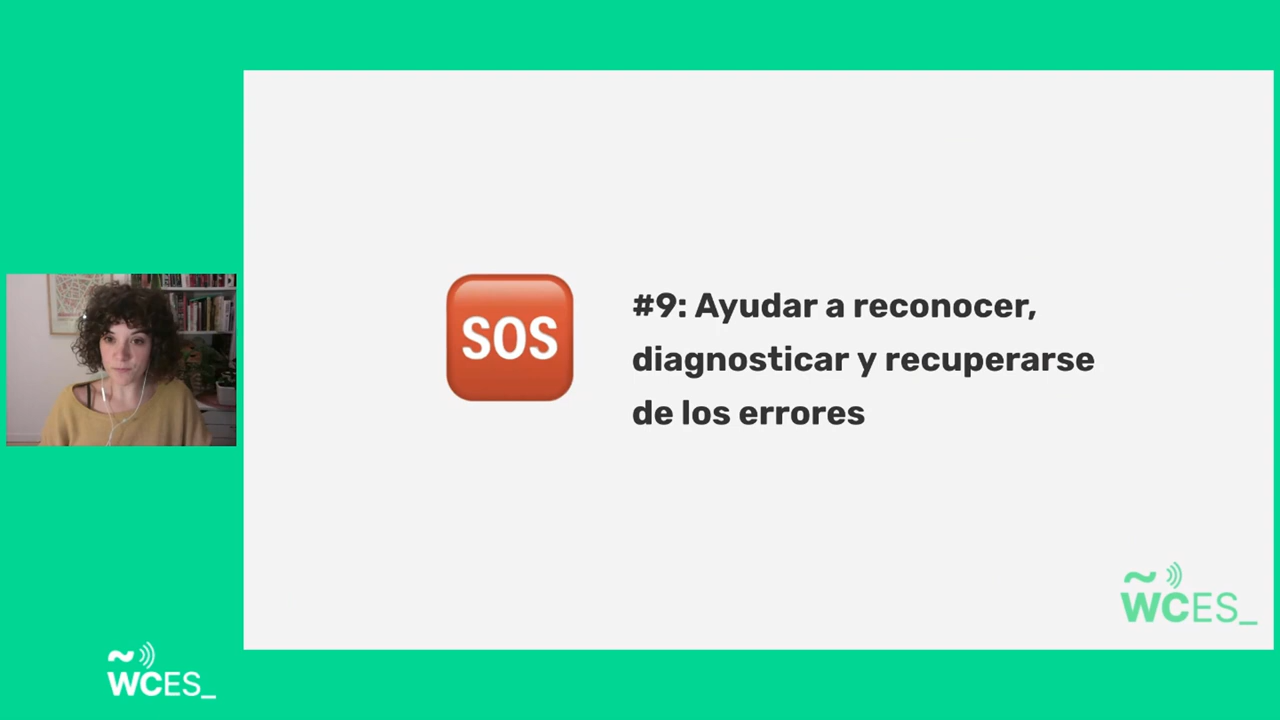 SOS
#9: Ayudar a reconocer,
diagnosticar y recuperarse
de los errores
~ WCES_
~ WCES_